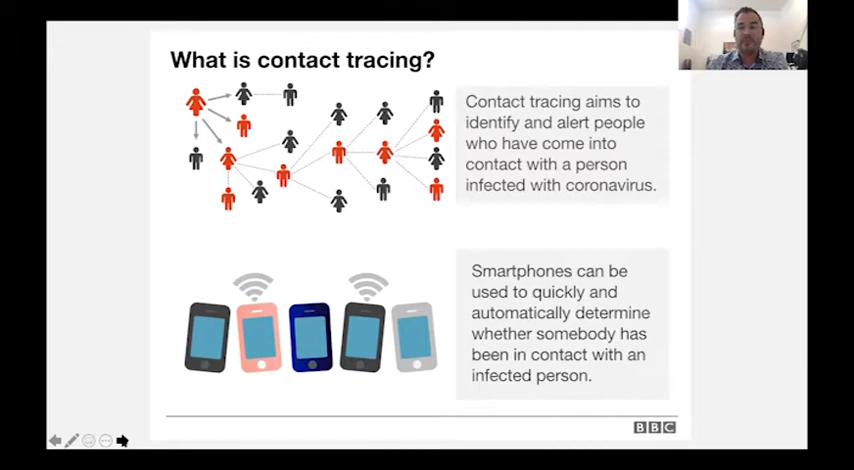 What is contact tracing?
Contact tracing aims to
identify and alert people
who have come into
contact with a person
infected with coronavirus.
Smartphones can be
used to quickly and
automatically determine
whether somebody has
been in contact with an
infected person.
BBC